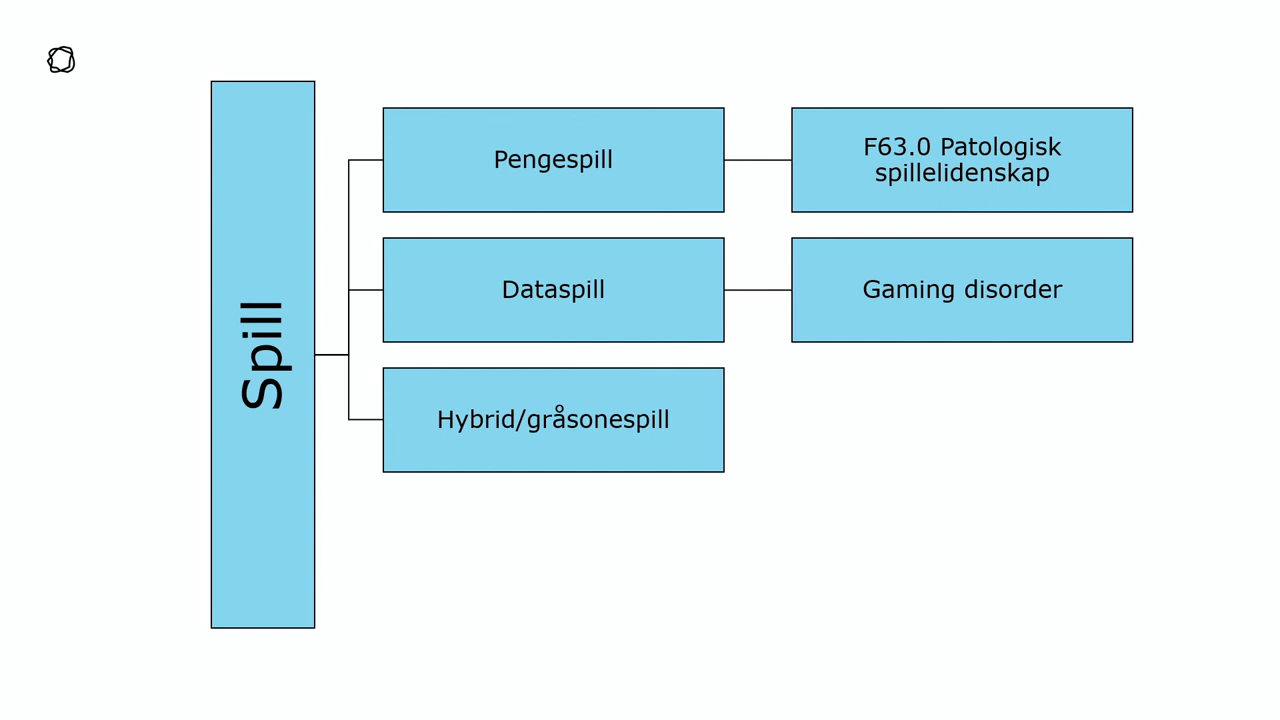 Spill
Pengespill
F63.0 Patologisk
spillelidenskap
Dataspill
Gaming disorder
Hybrid/gråsonespill